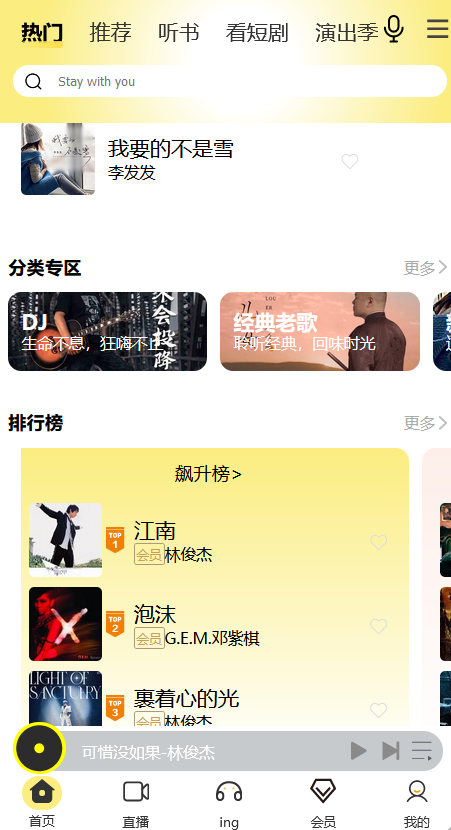 热门 推荐 听书 看短剧 演出季
Stay with you
我要的不是雪
李发发
分类专区 更多
DJ
生命不息，狂嗨不止
经典老歌
聆听经典，回味时光
排行榜 更多
飙升榜>
TOP 1
江南
会员林俊杰
TOP 2
泡沫
会员G.E.M.邓紫棋
LIGHT OF
SANCTUARY
TOP 3
裹着心的光
会员林俊杰
可惜没如果-林俊杰
首页 直播 ing 会员 我的